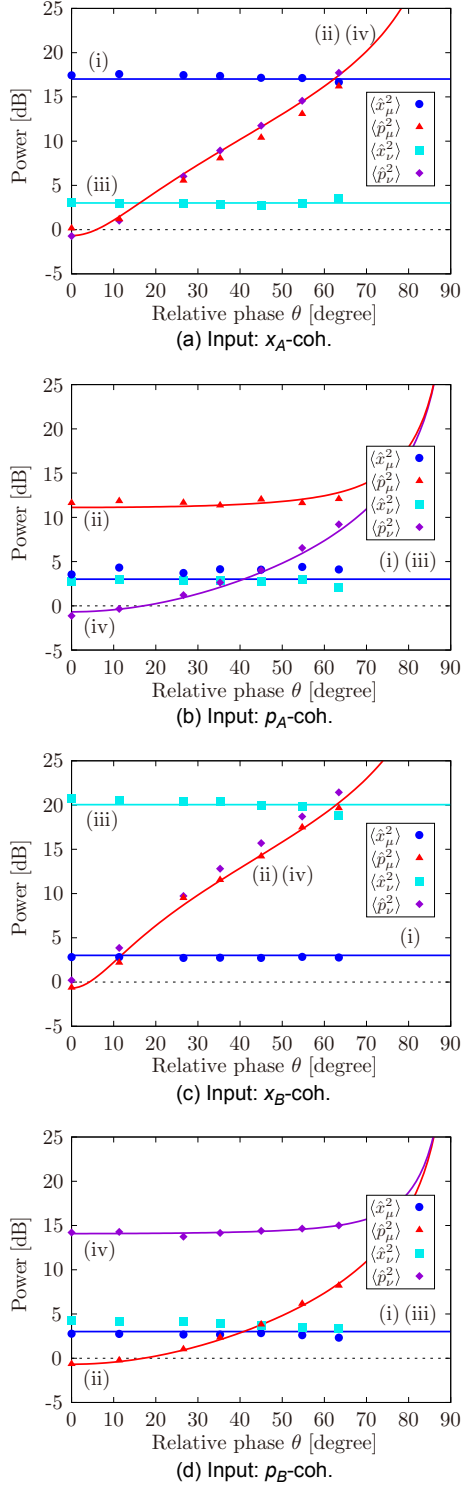 25
20
15
10
5
0
-5
Power [dB]
(i)
(ii) (iv)
(iii)
⟨x̂²_μ⟩
⟨p̂²_μ⟩
⟨x̂²_ν⟩
⟨p̂²_ν⟩
0 10 20 30 40 50 60 70 80 90
Relative phase θ [degree]
(a) Input: x_A-coh.
25
20
15
10
5
0
-5
Power [dB]
⟨x̂²_μ⟩
⟨p̂²_μ⟩
⟨x̂²_ν⟩
⟨p̂²_ν⟩
(ii)
(i) (iii)
(iv)
0 10 20 30 40 50 60 70 80 90
Relative phase θ [degree]
(b) Input: p_A-coh.
25
20
15
10
5
0
-5
Power [dB]
(iii)
⟨x̂²_μ⟩
⟨p̂²_μ⟩
⟨x̂²_ν⟩
⟨p̂²_ν⟩
(ii) (iv)
(i)
0 10 20 30 40 50 60 70 80 90
Relative phase θ [degree]
(c) Input: x_B-coh.
25
20
15
10
5
0
-5
Power [dB]
⟨x̂²_μ⟩
⟨p̂²_μ⟩
⟨x̂²_ν⟩
⟨p̂²_ν⟩
(iv)
(i) (iii)
(ii)
0 10 20 30 40 50 60 70 80 90
Relative phase θ [degree]
(d) Input: p_B-coh.